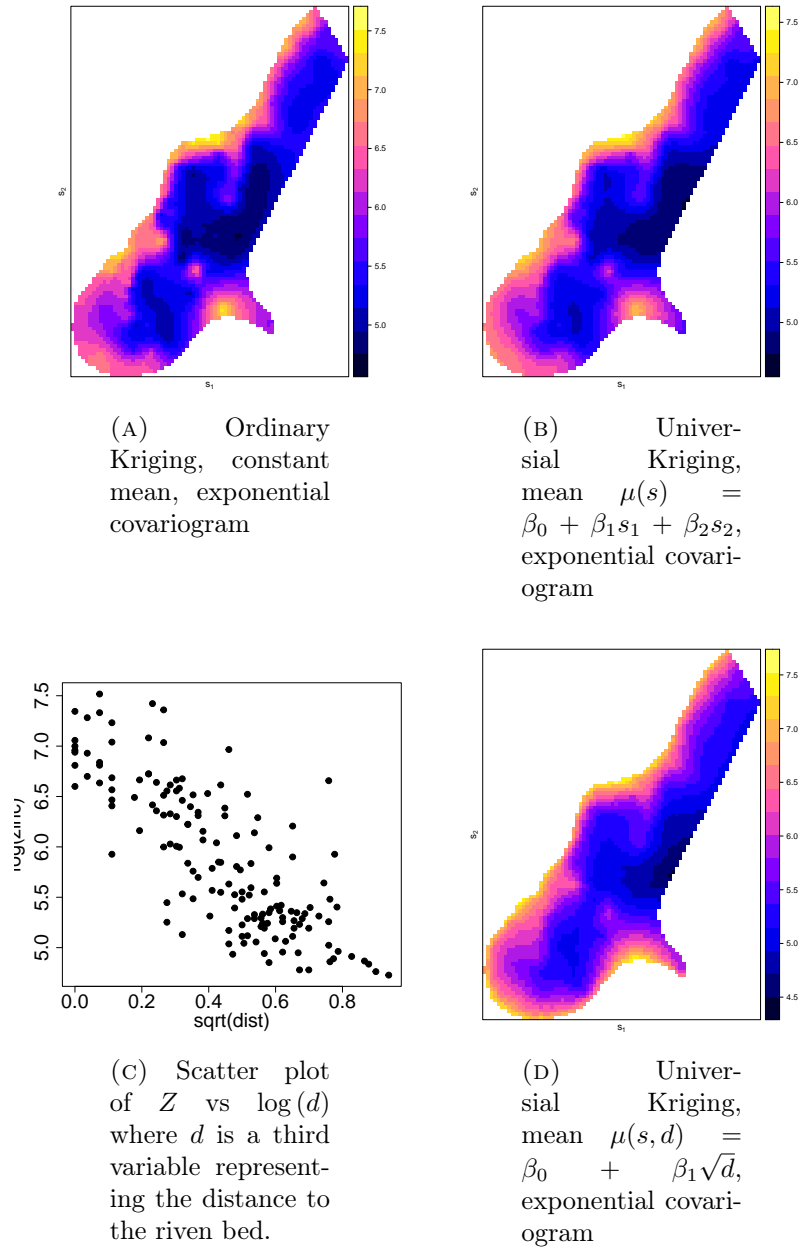 7.5
7.0
6.5
6.0
5.5
5.0
s2
s1
7.5
7.0
6.5
6.0
5.5
5.0
s2
s1
(A) Ordinary
Kriging, constant
mean, exponential
covariogram
(B) Univer-
sial Kriging,
mean μ(s) =
β0 + β1s1 + β2s2,
exponential covari-
ogram
7.5
7.0
6.5
6.0
5.5
5.0
log(zinc)
0.0 0.2 0.4 0.6 0.8
sqrt(dist)
7.5
7.0
6.5
6.0
5.5
5.0
4.5
s2
s1
(C) Scatter plot
of Z vs log (d)
where d is a third
variable represent-
ing the distance to
the riven bed.
(D) Univer-
sial Kriging,
mean μ(s, d) =
β0 + β1√d,
exponential covari-
ogram